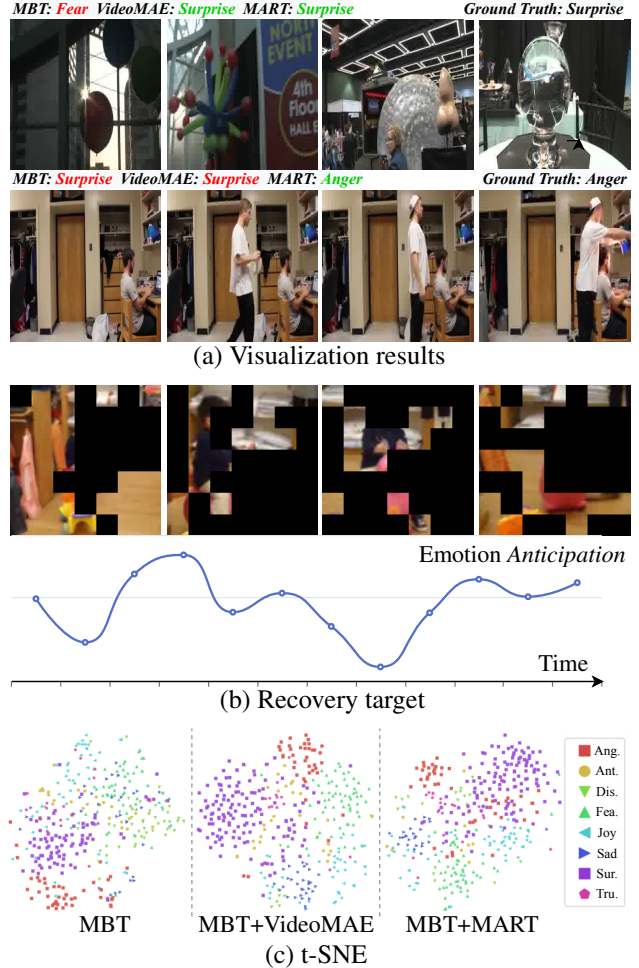 MBT: Fear VideoMAE: Surprise MART: Surprise Ground Truth: Surprise
NORTH
EVENT
4th
Floor
HALL E
MBT: Surprise VideoMAE: Surprise MART: Anger Ground Truth: Anger
(a) Visualization results
Emotion Anticipation
Time
(b) Recovery target
Ang.
Ant.
Dis.
Fea.
Joy
Sad
Sur.
Tru.
MBT MBT+VideoMAE MBT+MART
(c) t-SNE